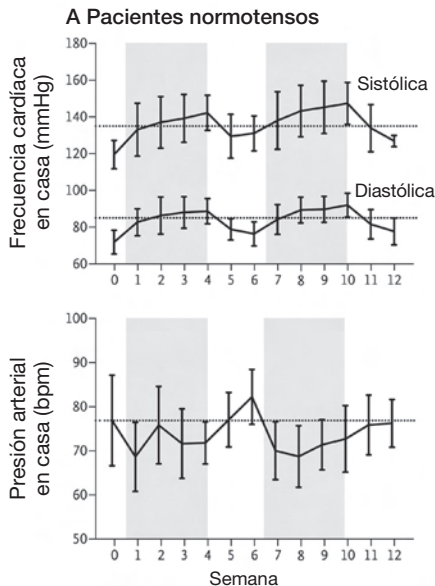 A Pacientes normotensos
Frecuencia cardíaca
en casa (mmHg)
180
160
140
120
100
80
60
Sistólica
Diastólica
0 1 2 3 4 5 6 7 8 9 10 11 12
Presión arterial
en casa (bpm)
100
90
80
70
60
50
0 1 2 3 4 5 6 7 8 9 10 11 12
Semana